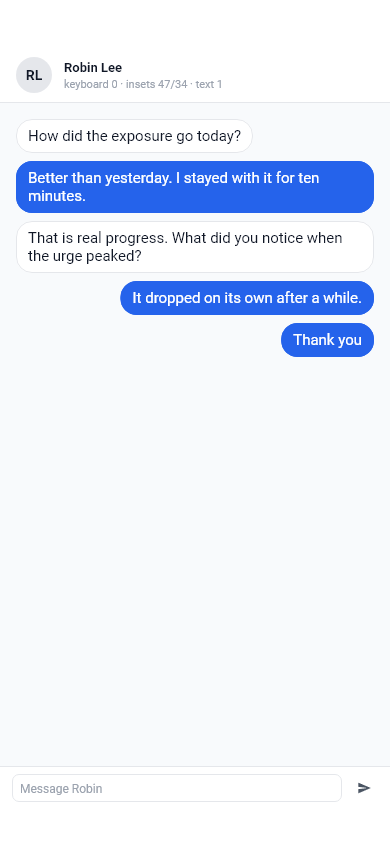 RL
Robin Lee
keyboard 0 · insets 47/34 · text 1
How did the exposure go today?
Better than yesterday. I stayed with it for ten
minutes.
That is real progress. What did you notice when
the urge peaked?
It dropped on its own after a while.
Thank you
Message Robin